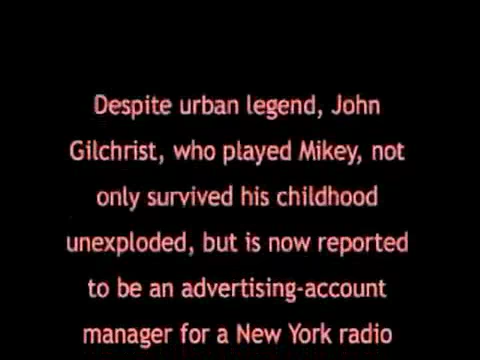 Despite urban legend, John
Gilchrist, who played Mikey, not
only survived his childhood
unexploded, but is now reported
to be an advertising-account
manager for a New York radio